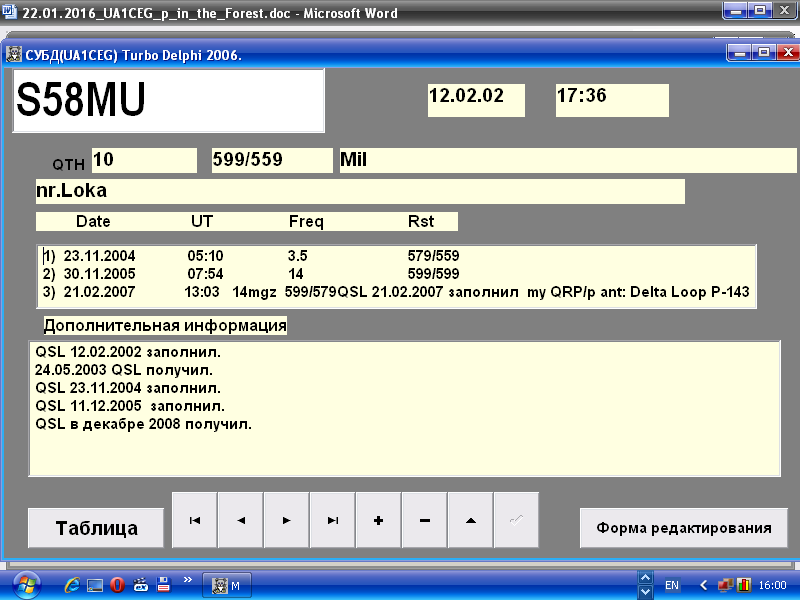 22.01.2016_UA1CEG_p_in_the_Forest.doc - Microsoft Word
СУБД(UA1CEG) Turbo Delphi 2006.
S58MU
12.02.02 17:36
QTH 10 599/559 Mil
nr.Loka
Date UT Freq Rst
1) 23.11.2004 05:10 3.5 579/559
2) 30.11.2005 07:54 14 599/599
3) 21.02.2007 13:03 14mgz 599/579QSL 21.02.2007 заполнил my QRP/p ant: Delta Loop P-143
Дополнительная информация
QSL 12.02.2002 заполнил.
24.05.2003 QSL получил.
QSL 23.11.2004 заполнил.
QSL 11.12.2005 заполнил.
QSL в декабре 2008 получил.
Таблица
Форма редактирования
M EN 16:00